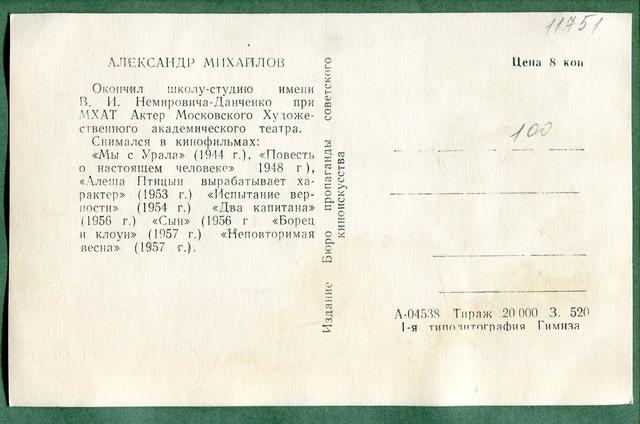 АЛЕКСАНДР МИХАЙЛОВ
Окончил школу-студию имени
В. И. Немировича-Данченко при
МХАТ Актер Московского Художе-
ственного академического театра.
Снимался в кинофильмах:
«Мы с Урала» (1944 г.), «Повесть
о настоящем человеке» 1948 г),
«Алеша Птицын вырабатывает ха-
рактер» (1953 г.) «Испытание вер-
ности» (1954 г.) «Два капитана»
(1956 г.) «Сын» (1956 г «Борец
и клоун» (1957 г.) «Неповторимая
весна» (1957 г.).
Издание Бюро пропаганды советского
киноискусства
11751
Цена 8 коп
100
А-04538 Тираж 20 000 З. 520
1-я типолитография Гимиза